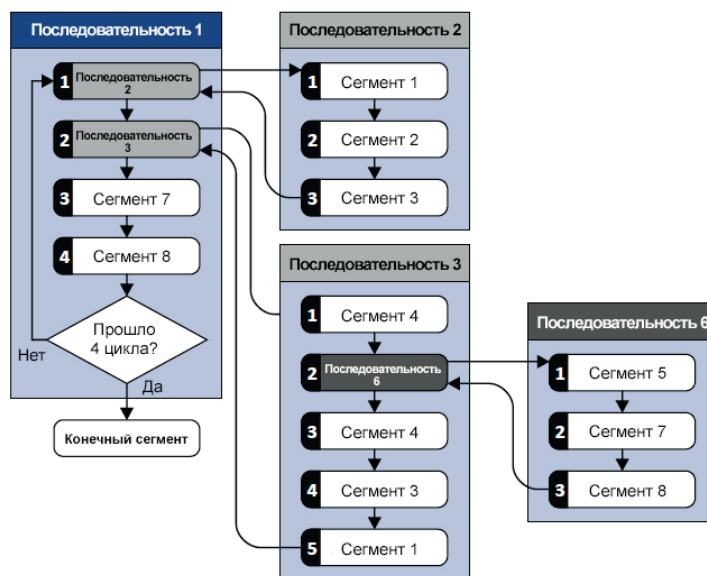 Последовательность 1
1 Последовательность
2
2 Последовательность
3
3 Сегмент 7
4 Сегмент 8
Прошло
4 цикла?
Нет
Да
Конечный сегмент
Последовательность 2
1 Сегмент 1
2 Сегмент 2
3 Сегмент 3
Последовательность 3
1 Сегмент 4
2 Последовательность
6
3 Сегмент 4
4 Сегмент 3
5 Сегмент 1
Последовательность 6
1 Сегмент 5
2 Сегмент 7
3 Сегмент 8